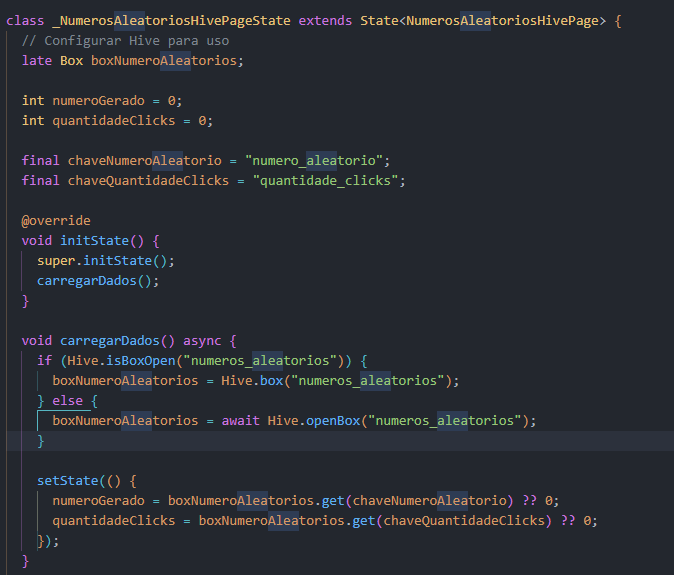 class _NumerosAleatoriosHivePageState extends State<NumerosAleatoriosHivePage> {
// Configurar Hive para uso
late Box boxNumeroAleatorios;
int numeroGerado = 0;
int quantidadeClicks = 0;
final chaveNumeroAleatorio = "numero_aleatorio";
final chaveQuantidadeClicks = "quantidade_clicks";
@override
void initState() {
super.initState();
carregarDados();
}
void carregarDados() async {
if (Hive.isBoxOpen("numeros_aleatorios")) {
boxNumeroAleatorios = Hive.box("numeros_aleatorios");
} else {
boxNumeroAleatorios = await Hive.openBox("numeros_aleatorios");
}
setState(() {
numeroGerado = boxNumeroAleatorios.get(chaveNumeroAleatorio) ?? 0;
quantidadeClicks = boxNumeroAleatorios.get(chaveQuantidadeClicks) ?? 0;
});
}